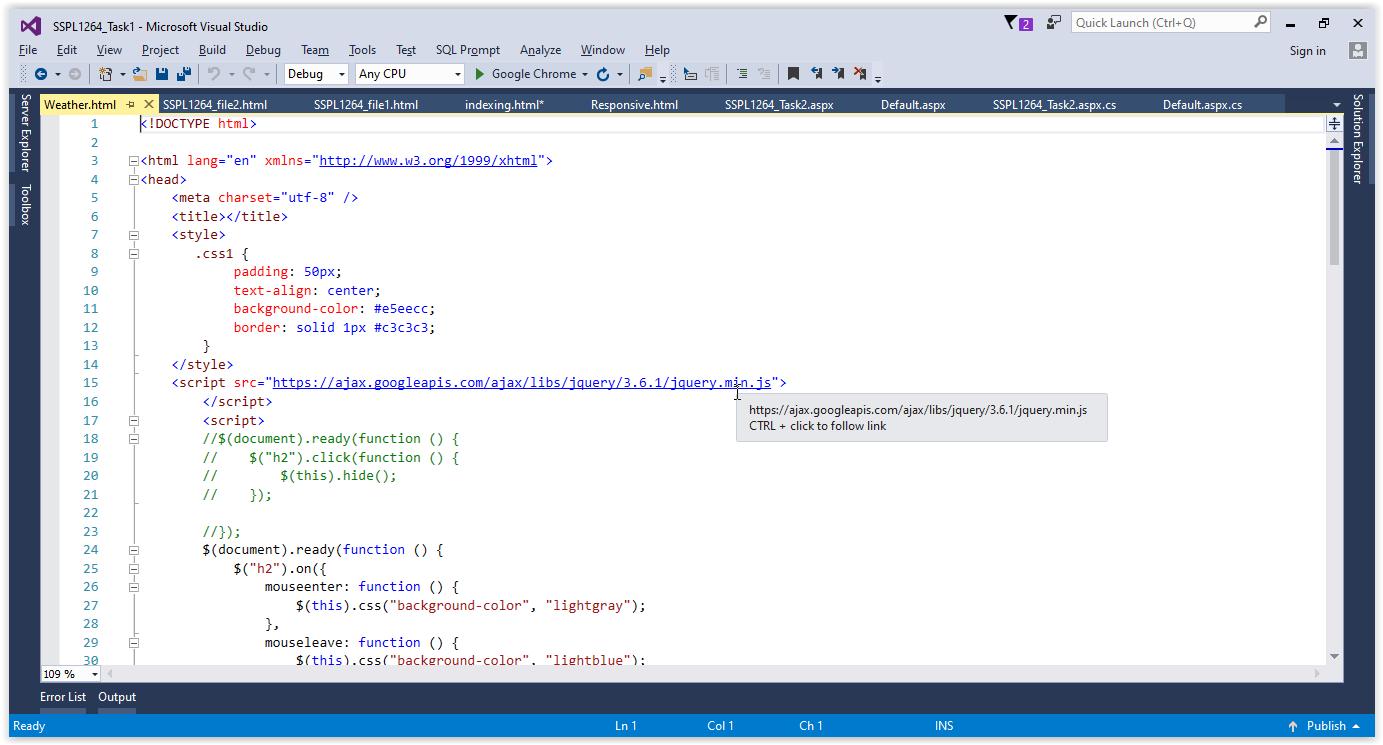 SSPL1264_Task1 - Microsoft Visual Studio
2
Quick Launch (Ctrl+Q)
File Edit View Project Build Debug Team Tools Test SQL Prompt Analyze Window Help
Sign in
Debug Any CPU Google Chrome
Server Explorer
Toolbox
Solution Explorer
Weather.html SSPL1264_file2.html SSPL1264_file1.html indexing.html* Responsive.html SSPL1264_Task2.aspx Default.aspx SSPL1264_Task2.aspx.cs Default.aspx.cs
1 <!DOCTYPE html>
2
3 <html lang="en" xmlns="http://www.w3.org/1999/xhtml">
4 <head>
5 <meta charset="utf-8" />
6 <title></title>
7 <style>
8 .css1 {
9 padding: 50px;
10 text-align: center;
11 background-color: #e5eecc;
12 border: solid 1px #c3c3c3;
13 }
14 </style>
15 <script src="https://ajax.googleapis.com/ajax/libs/jquery/3.6.1/jquery.min.js">
16 </script>
17 <script>
18 //$(document).ready(function () {
19 // $("h2").click(function () {
20 // $(this).hide();
21 // });
22
23 //});
24 $(document).ready(function () {
25 $("h2").on({
26 mouseenter: function () {
27 $(this).css("background-color", "lightgray");
28 },
29 mouseleave: function () {
30 $(this).css("background-color", "lightblue");
https://ajax.googleapis.com/ajax/libs/jquery/3.6.1/jquery.min.js
CTRL + click to follow link
109 %
Error List Output
Ready Ln 1 Col 1 Ch 1 INS Publish